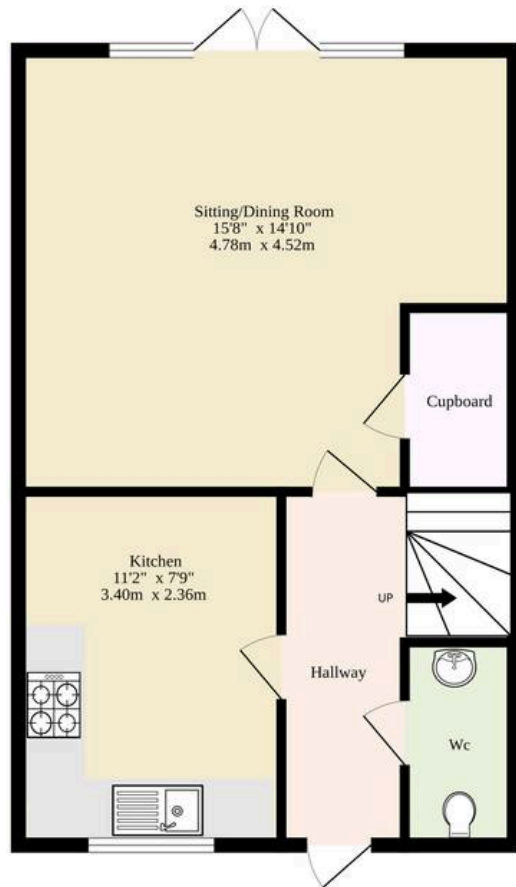 Sitting/Dining Room
15'8" x 14'10"
4.78m x 4.52m
Cupboard
Kitchen
11'2" x 7'9"
3.40m x 2.36m
UP
Hallway
Wc